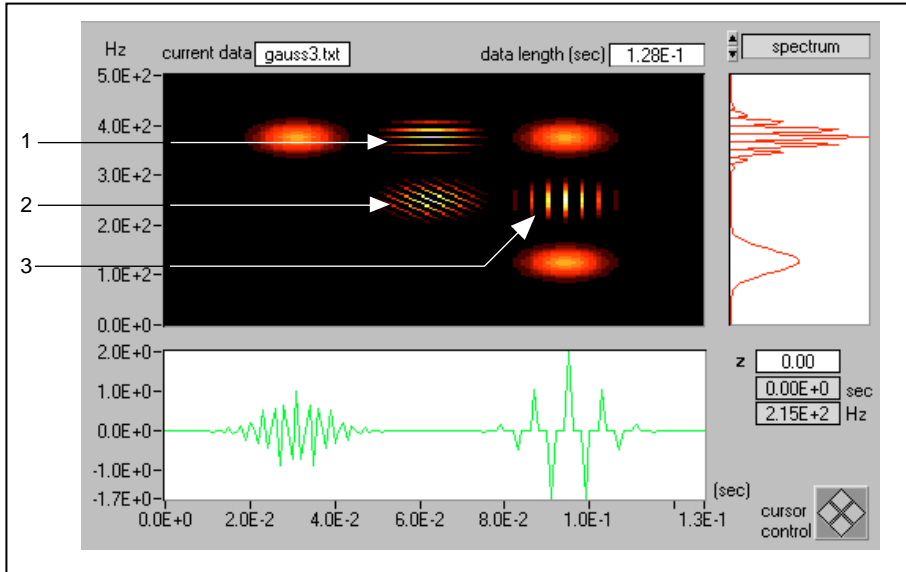 Hz
current data gauss3.txt
data length (sec) 1.28E-1
spectrum
5.0E+2
4.0E+2
3.0E+2
2.0E+2
1.0E+2
0.0E+0
1
2
3
2.0E+0
1.0E+0
0.0E+0
-1.0E+0
-1.7E+0
z 0.00
0.00E+0 sec
2.15E+2 Hz
(sec)
0.0E+0 2.0E-2 4.0E-2 6.0E-2 8.0E-2 1.0E-1 1.3E-1
cursor
control